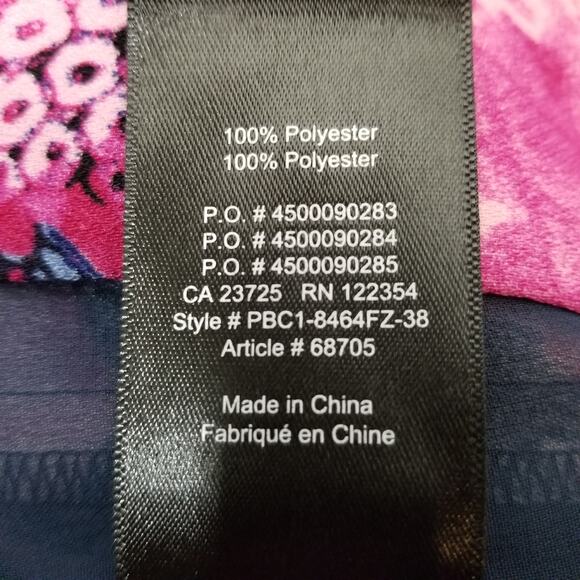 100% Polyester
100% Polyester
P.O. # 4500090283
P.O. # 4500090284
P.O. # 4500090285
CA 23725 RN 122354
Style # PBC1-8464FZ-38
Article # 68705
Made in China
Fabriqué en Chine